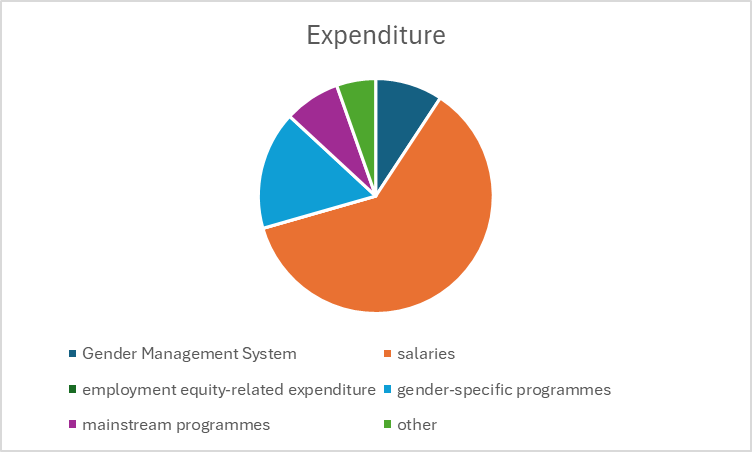 Expenditure
Gender Management System
salaries
employment equity-related expenditure
gender-specific programmes
mainstream programmes
other